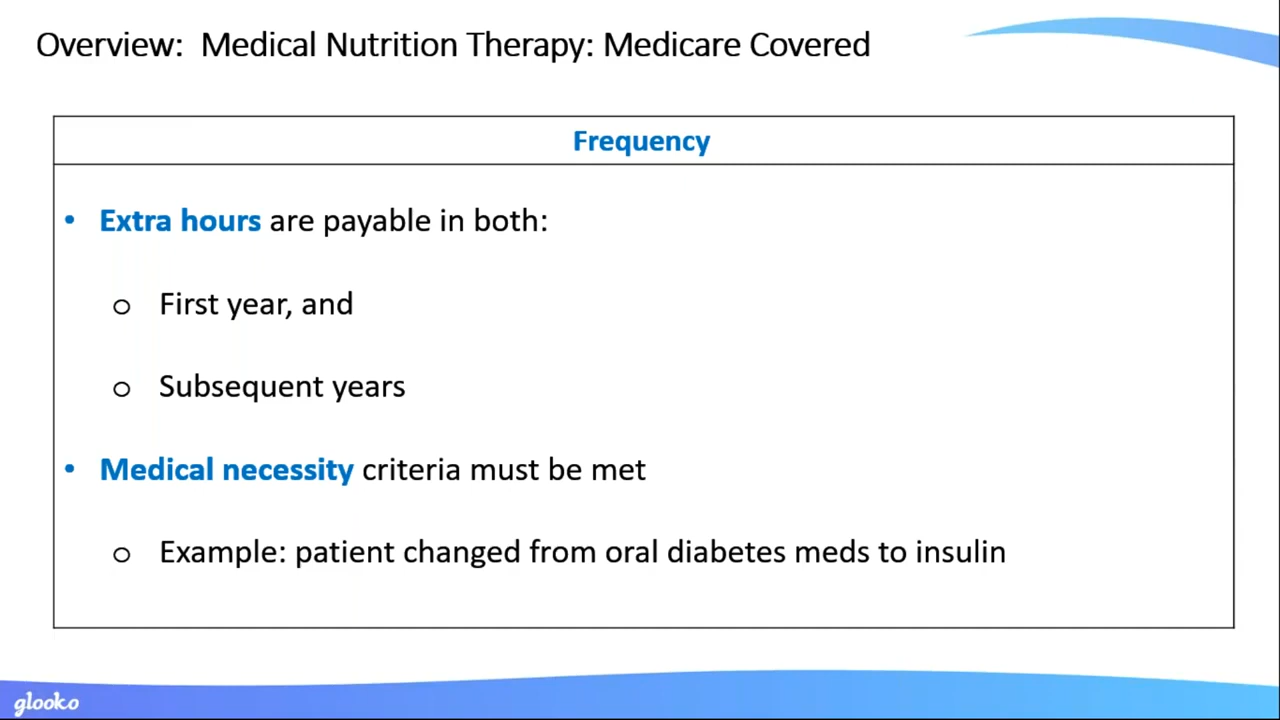 Overview: Medical Nutrition Therapy: Medicare Covered
Frequency
• Extra hours are payable in both:
o First year, and
o Subsequent years
• Medical necessity criteria must be met
o Example: patient changed from oral diabetes meds to insulin
glooko